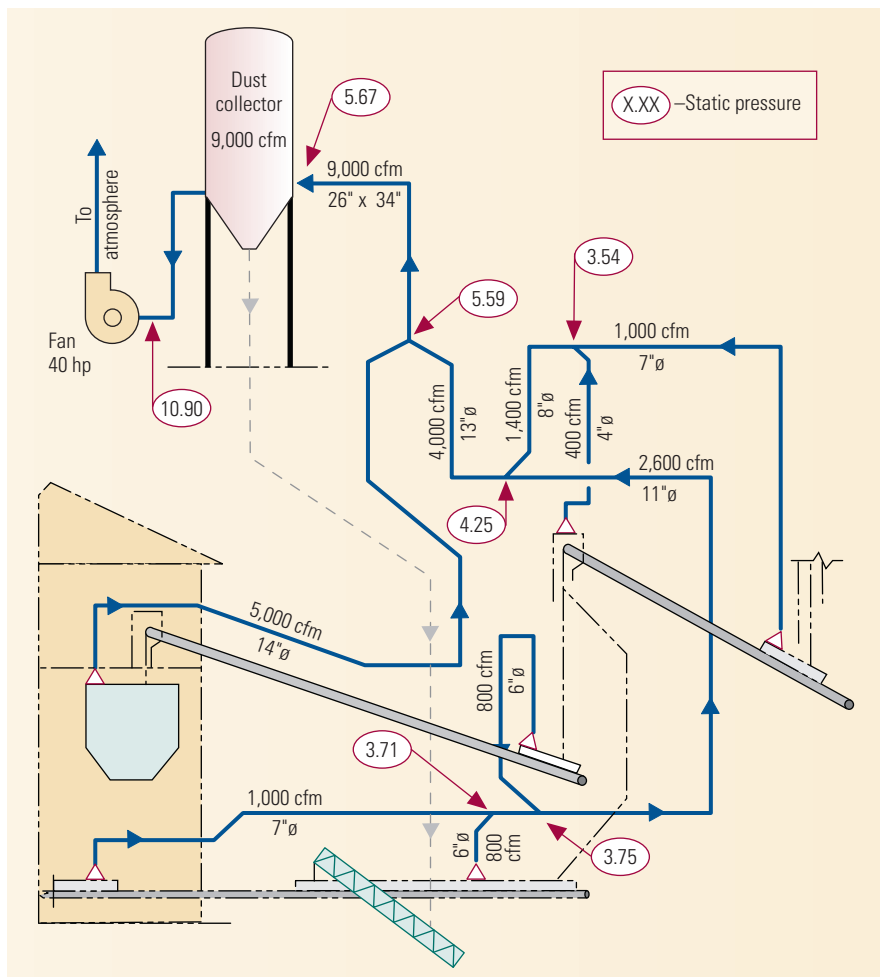 Dust
collector
9,000 cfm
5.67
X.XX –Static pressure
9,000 cfm
26" x 34"
To
atmosphere
3.54
5.59
1,000 cfm
7"ø
Fan
40 hp
10.90
4,000 cfm
13"ø
1,400 cfm
8"ø
400 cfm
4"ø
2,600 cfm
11"ø
4.25
5,000 cfm
14"ø
800 cfm
6"ø
3.71
1,000 cfm
7"ø
6"ø
800
cfm
3.75